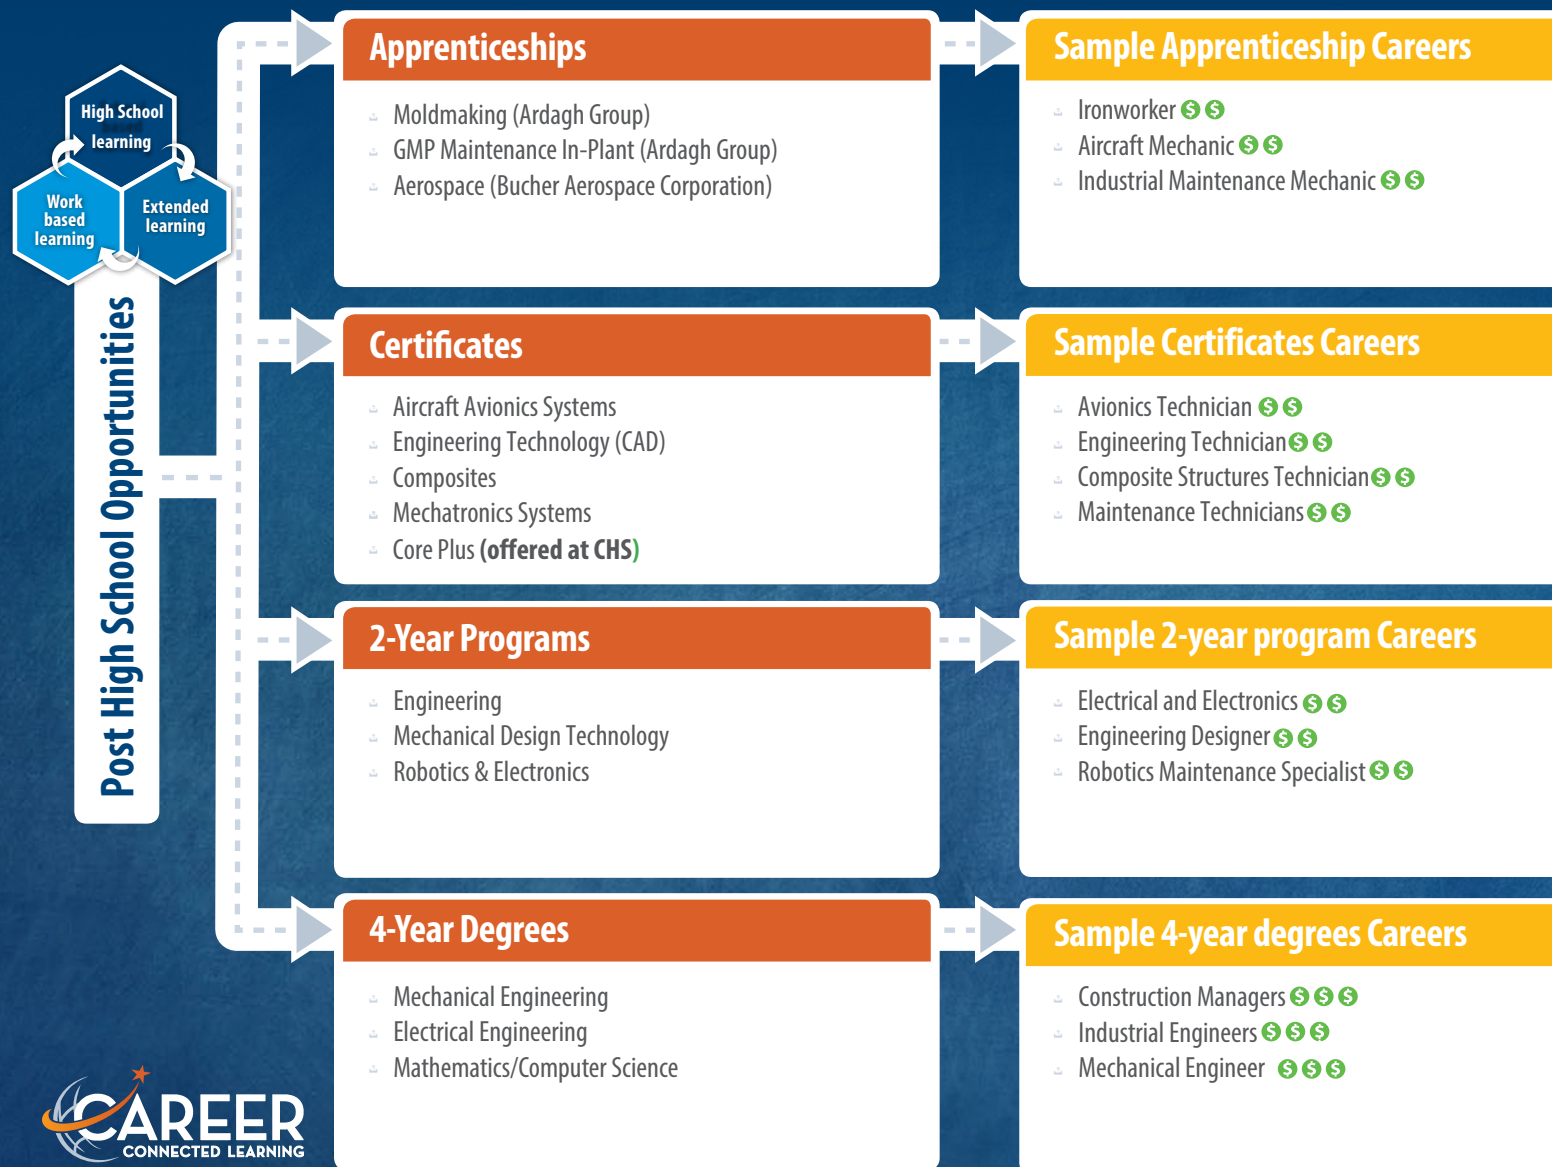 High School
learning
Work
based
learning
Extended
learning
Post High School Opportunities
Apprenticeships
Moldmaking (Ardagh Group)
GMP Maintenance In-Plant (Ardagh Group)
Aerospace (Bucher Aerospace Corporation)
Sample Apprenticeship Careers
Ironworker $ $
Aircraft Mechanic $ $
Industrial Maintenance Mechanic $ $
Certificates
Aircraft Avionics Systems
Engineering Technology (CAD)
Composites
Mechatronics Systems
Core Plus (offered at CHS)
Sample Certificates Careers
Avionics Technician $ $
Engineering Technician $ $
Composite Structures Technician $ $
Maintenance Technicians $ $
2-Year Programs
Engineering
Mechanical Design Technology
Robotics & Electronics
Sample 2-year program Careers
Electrical and Electronics $ $
Engineering Designer $ $
Robotics Maintenance Specialist $ $
4-Year Degrees
Mechanical Engineering
Electrical Engineering
Mathematics/Computer Science
Sample 4-year degrees Careers
Construction Managers $ $ $
Industrial Engineers $ $ $
Mechanical Engineer $ $ $
CAREER
CONNECTED LEARNING